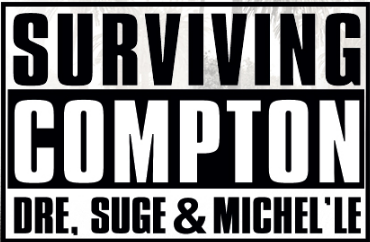 SURVIVING
COMPTON
DRE, SUGE & MICHEL'LE